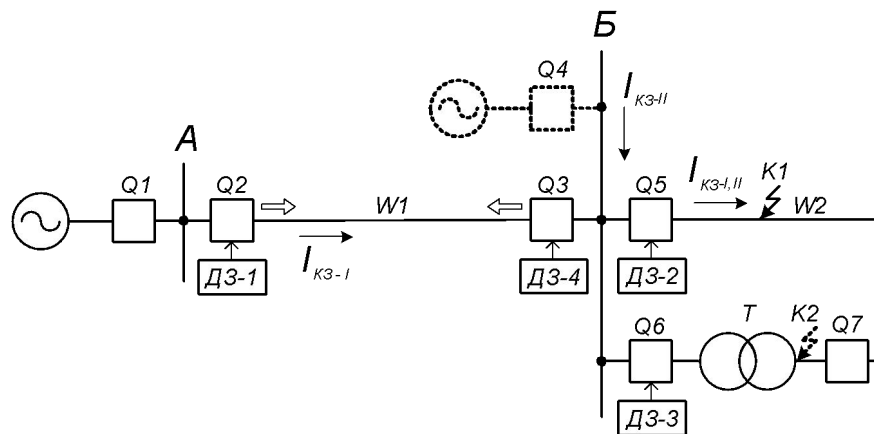 Б
Q4
I КЗ-II
А
Q1
Q2
W1
Q3
Q5
I КЗ-I,II
K1
W2
I КЗ-I
ДЗ-1
ДЗ-4
ДЗ-2
Q6
T
K2
Q7
ДЗ-3